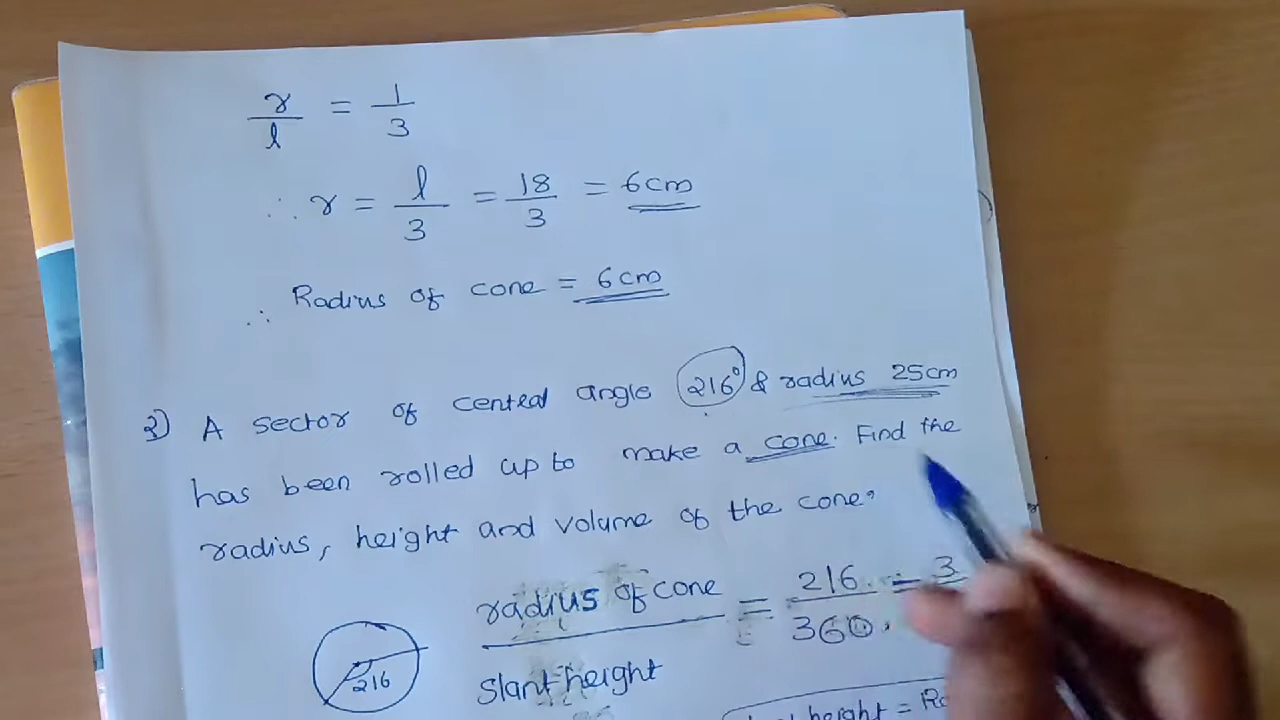 r/l = 1/3
∴ r = l/3 = 18/3 = 6cm
∴ Radius of cone = 6cm
3) A sector of central angle 216° & radius 25cm
has been rolled up to make a cone. Find the
radius, height and volume of the cone?
radius of cone / slant height = 216/360 = 3
216
height =